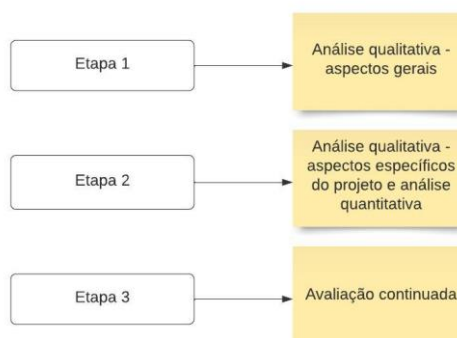 Etapa 1
Análise qualitativa -
aspectos gerais
Etapa 2
Análise qualitativa -
aspectos específicos
do projeto e análise
quantitativa
Etapa 3
Avaliação continuada